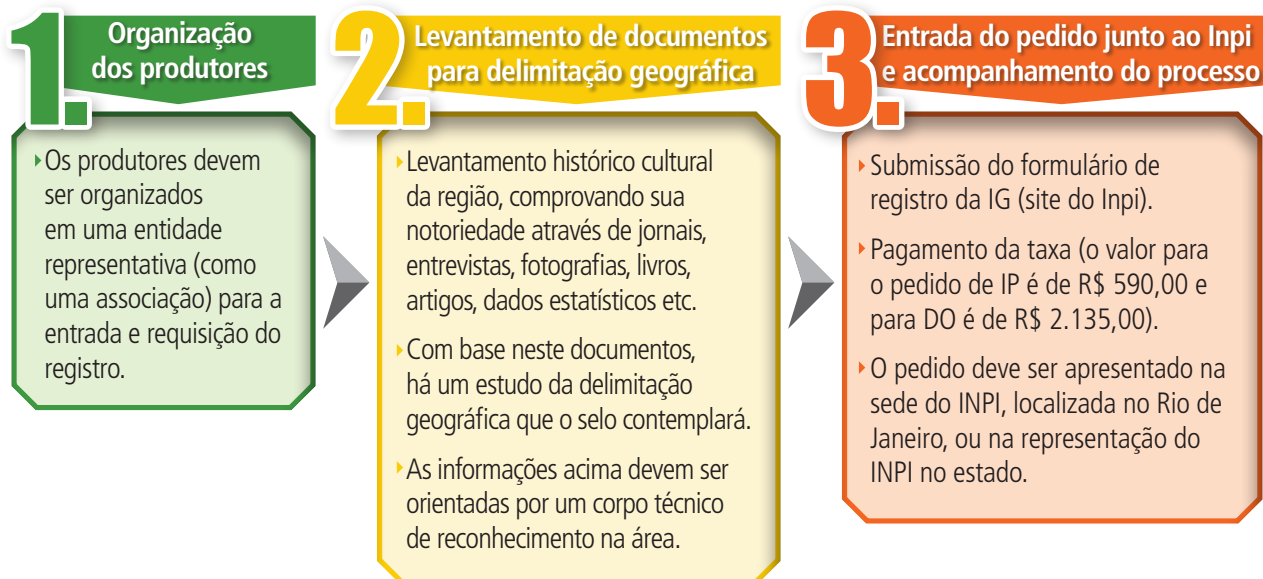 1.
Organização
dos produtores
▸Os produtores devem
ser organizados
em uma entidade
representativa (como
uma associação) para a
entrada e requisição do
registro.
2.
Levantamento de documentos
para delimitação geográfica
▸Levantamento histórico cultural
da região, comprovando sua
notoriedade através de jornais,
entrevistas, fotografias, livros,
artigos, dados estatísticos etc.
▸Com base neste documentos,
há um estudo da delimitação
geográfica que o selo contemplará.
▸As informações acima devem ser
orientadas por um corpo técnico
de reconhecimento na área.
3.
Entrada do pedido junto ao Inpi
e acompanhamento do processo
▸Submissão do formulário de
registro da IG (site do Inpi).
▸Pagamento da taxa (o valor para
o pedido de IP é de R$ 590,00 e
para DO é de R$ 2.135,00).
▸O pedido deve ser apresentado na
sede do INPI, localizada no Rio de
Janeiro, ou na representação do
INPI no estado.